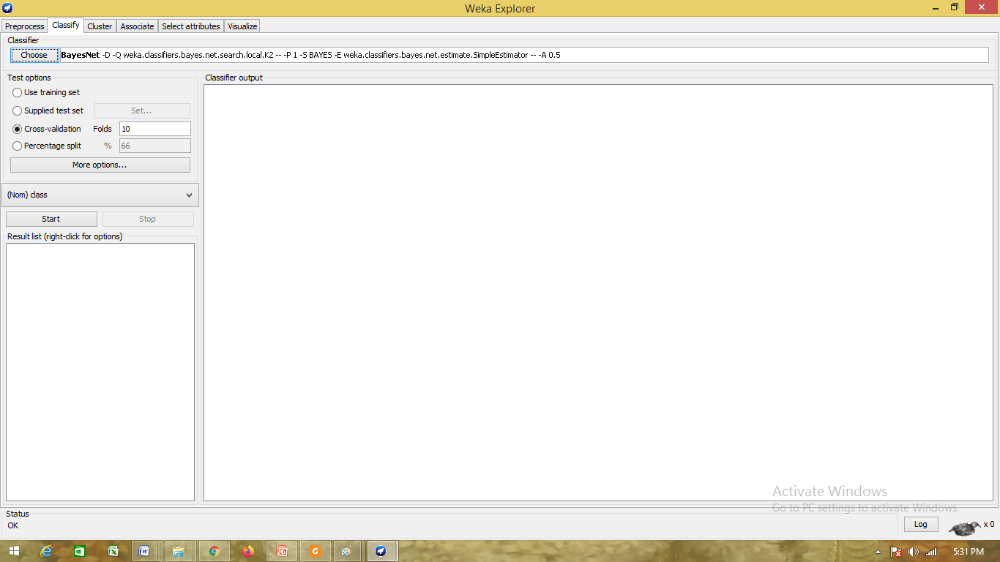 Weka Explorer
Preprocess Classify Cluster Associate Select attributes Visualize
Classifier
Choose BayesNet -D -Q weka.classifiers.bayes.net.search.local.K2 -- -P 1 -S BAYES -E weka.classifiers.bayes.net.estimate.SimpleEstimator -- -A 0.5
Test options
Use training set
Supplied test set Set...
Cross-validation Folds 10
Percentage split % 66
More options...
(Nom) class
Start Stop
Result list (right-click for options)
Classifier output
Activate Windows
Go to PC settings to activate Windows.
Status
OK
Log x 0
5:31 PM